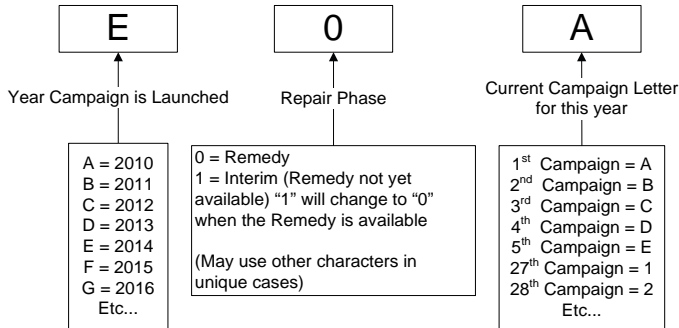 E
0
A
Year Campaign is Launched
Repair Phase
Current Campaign Letter
for this year
A = 2010
B = 2011
C = 2012
D = 2013
E = 2014
F = 2015
G = 2016
Etc...
0 = Remedy
1 = Interim (Remedy not yet
available) “1” will change to “0”
when the Remedy is available
(May use other characters in
unique cases)
1st Campaign = A
2nd Campaign = B
3rd Campaign = C
4th Campaign = D
5th Campaign = E
27th Campaign = 1
28th Campaign = 2
Etc...